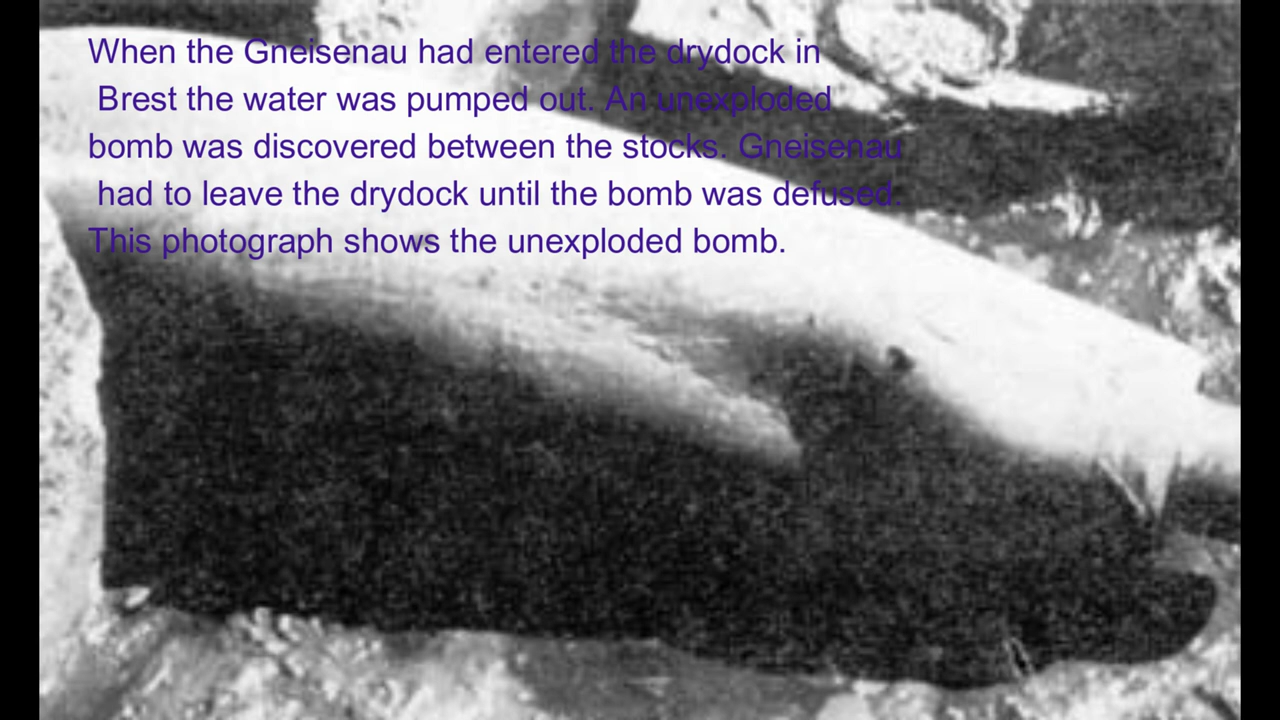 When the Gneisenau had entered the drydock in
Brest the water was pumped out. An unexploded
bomb was discovered between the stocks. Gneisenau
had to leave the drydock until the bomb was defused.
This photograph shows the unexploded bomb.